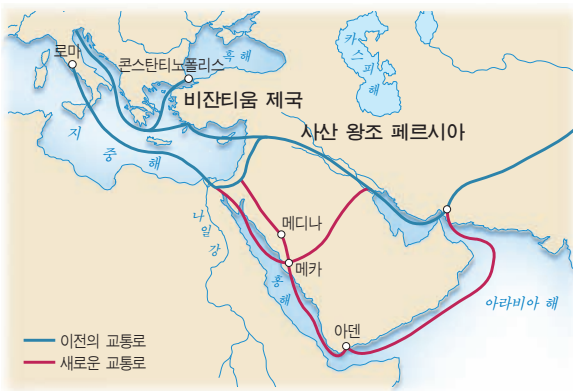 로마
콘스탄티노폴리스
흑해
카스피해
비잔티움 제국
사산 왕조 페르시아
지중해
나일강
메디나
메카
홍해
아덴
아라비아 해
이전의 교통로
새로운 교통로